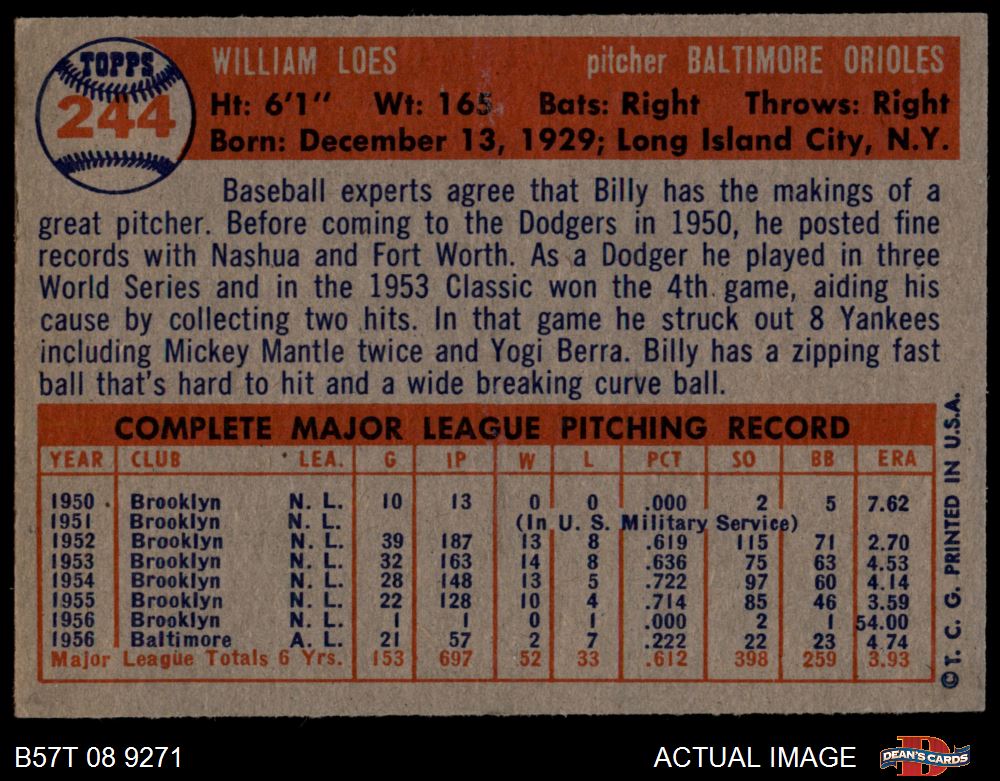 TOPPS
244
WILLIAM LOES pitcher BALTIMORE ORIOLES
Ht: 6'1" Wt: 165 Bats: Right Throws: Right
Born: December 13, 1929; Long Island City, N.Y.
Baseball experts agree that Billy has the makings of a
great pitcher. Before coming to the Dodgers in 1950, he posted fine
records with Nashua and Fort Worth. As a Dodger he played in three
World Series and in the 1953 Classic won the 4th game, aiding his
cause by collecting two hits. In that game he struck out 8 Yankees
including Mickey Mantle twice and Yogi Berra. Billy has a zipping fast
ball that's hard to hit and a wide breaking curve ball.
COMPLETE MAJOR LEAGUE PITCHING RECORD
YEAR CLUB LEA. G IP W L PCT SO BB ERA
1950 Brooklyn N. L. 10 13 0 0 .000 2 5 7.62
1951 Brooklyn N. L. (In U. S. Military Service)
1952 Brooklyn N. L. 39 187 13 8 .619 115 71 2.70
1953 Brooklyn N. L. 32 163 14 8 .636 75 63 4.53
1954 Brooklyn N. L. 28 148 13 5 .722 97 60 4.14
1955 Brooklyn N. L. 22 128 10 4 .714 85 46 3.59
1956 Brooklyn N. L. 1 1 0 1 .000 2 1 54.00
1956 Baltimore A. L. 21 57 2 7 .222 22 23 4.74
Major League Totals 6 Yrs. 153 697 52 33 .612 398 259 3.93
©T. C. G. PRINTED IN U.S.A.
B57T 08 9271 ACTUAL IMAGE DEAN'S CARDS